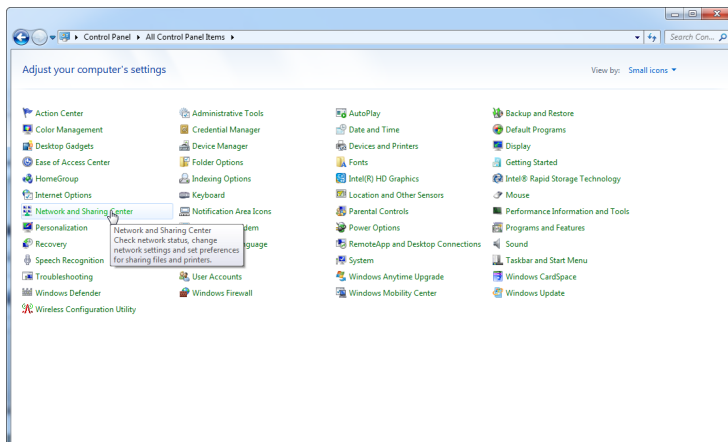 Control Panel ▸ All Control Panel Items ▸
Search Con...
Adjust your computer's settings
View by: Small icons
Action Center
Administrative Tools
AutoPlay
Backup and Restore
Color Management
Credential Manager
Date and Time
Default Programs
Desktop Gadgets
Device Manager
Devices and Printers
Display
Ease of Access Center
Folder Options
Fonts
Getting Started
HomeGroup
Indexing Options
Intel(R) HD Graphics
Intel® Rapid Storage Technology
Internet Options
Keyboard
Location and Other Sensors
Mouse
Network and Sharing Center
Notification Area Icons
Parental Controls
Performance Information and Tools
Personalization
Power Options
Programs and Features
Network and Sharing Center
Check network status, change
network settings and set preferences
for sharing files and printers.
Recovery
RemoteApp and Desktop Connections
Sound
Speech Recognition
System
Taskbar and Start Menu
Troubleshooting
User Accounts
Windows Anytime Upgrade
Windows CardSpace
Windows Defender
Windows Firewall
Windows Mobility Center
Windows Update
Wireless Configuration Utility